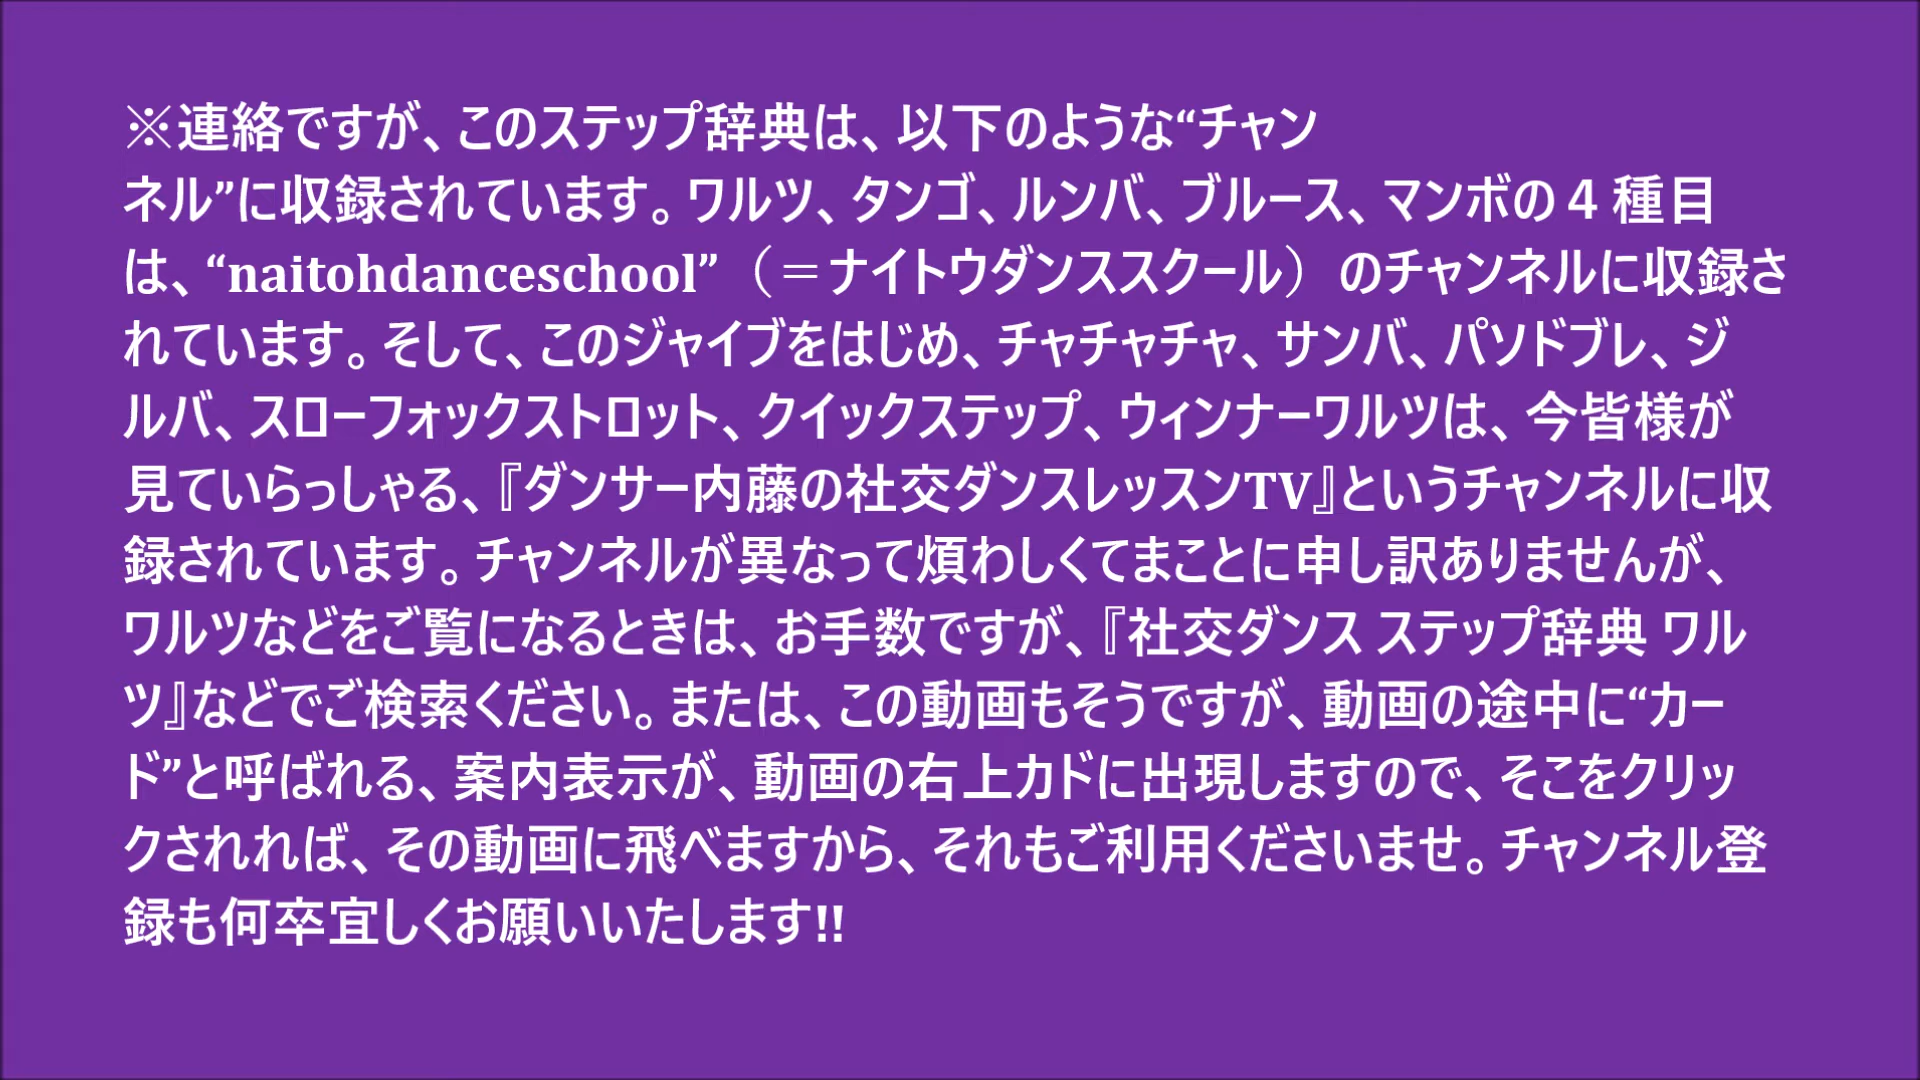 ※連絡ですが、このステップ辞典は、以下のような“チャン
ネル”に収録されています。ワルツ、タンゴ、ルンバ、ブルース、マンボの４種目
は、“naitohdanceschool”（＝ナイトウダンススクール）のチャンネルに収録さ
れています。そして、このジャイブをはじめ、チャチャチャ、サンバ、パソドブレ、ジ
ルバ、スローフォックストロット、クイックステップ、ウィンナーワルツは、今皆様が
見ていらっしゃる、『ダンサー内藤の社交ダンスレッスンTV』というチャンネルに収
録されています。チャンネルが異なって煩わしくてまことに申し訳ありませんが、
ワルツなどをご覧になるときは、お手数ですが、『社交ダンス ステップ辞典 ワル
ツ』などでご検索ください。または、この動画もそうですが、動画の途中に“カー
ド”と呼ばれる、案内表示が、動画の右上カドに出現しますので、そこをクリッ
クされれば、その動画に飛べますから、それもご利用くださいませ。チャンネル登
録も何卒宜しくお願いいたします!!